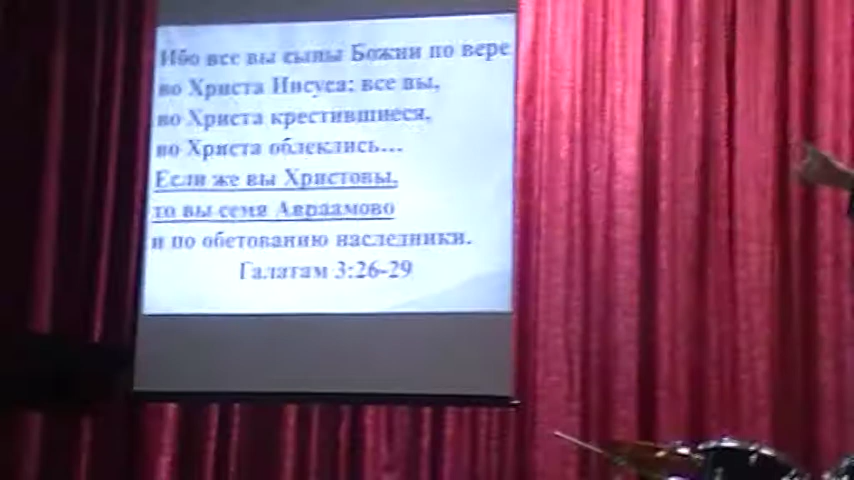 Ибо все вы сыны Божии по вере
во Христа Иисуса: все вы,
во Христа крестившиеся,
во Христа облеклись...
Если же вы Христовы,
то вы семя Авраамово
и по обетованию наследники.
Галатам 3:26-29